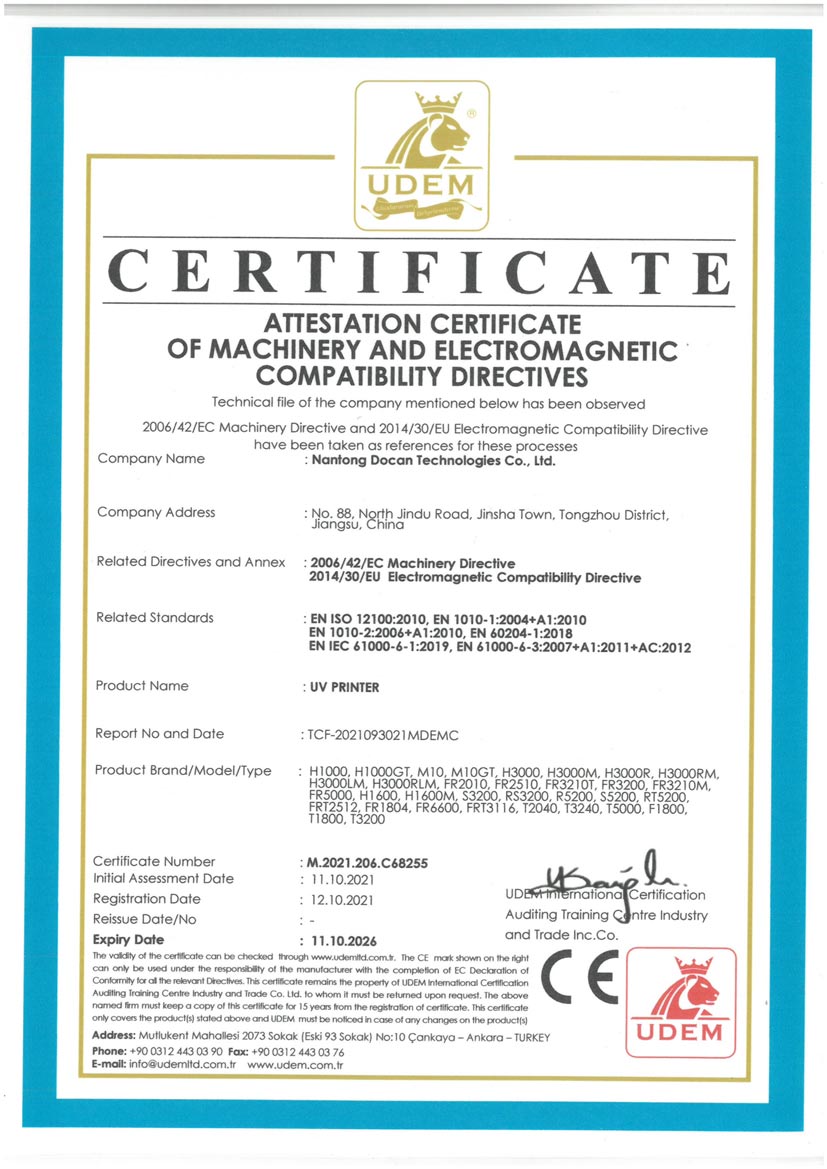 UDEM
®
CERTIFICATE
ATTESTATION CERTIFICATE
OF MACHINERY AND ELECTROMAGNETIC
COMPATIBILITY DIRECTIVES
Technical file of the company mentioned below has been observed
2006/42/EC Machinery Directive and 2014/30/EU Electromagnetic Compatibility Directive
have been taken as references for these processes
Company Name : Nantong Docan Technologies Co., Ltd.
Company Address : No. 88, North Jindu Road, Jinsha Town, Tongzhou District,
Jiangsu, China
Related Directives and Annex : 2006/42/EC Machinery Directive
2014/30/EU Electromagnetic Compatibility Directive
Related Standards : EN ISO 12100:2010, EN 1010-1:2004+A1:2010
EN 1010-2:2006+A1:2010, EN 60204-1:2018
EN IEC 61000-6-1:2019, EN 61000-6-3:2007+A1:2011+AC:2012
Product Name : UV PRINTER
Report No and Date : TCF-2021093021MDEMC
Product Brand/Model/Type : H1000, H1000GT, M10, M10GT, H3000, H3000M, H3000R, H3000RM,
H3000LM, H3000RLM, FR2010, FR2510, FR3210T, FR3200, FR3210M,
FR5000, H1600, H1600M, S3200, RS3200, R5200, S5200, RT5200,
FRT2512, FR1804, FR6600, FRT3116, T2040, T3240, T5000, F1800,
T1800, T3200
Certificate Number : M.2021.206.C68255
Initial Assessment Date : 11.10.2021
Registration Date : 12.10.2021
Reissue Date/No : -
Expiry Date : 11.10.2026
UDEM International Certification
Auditing Training Centre Industry
and Trade Inc.Co.
The validity of the certificate can be checked through www.udemltd.com.tr. The CE mark shown on the right
can only be used under the responsibility of the manufacturer with the completion of EC Declaration of
Conformity for all the relevant Directives. This certificate remains the property of UDEM International Certification
Auditing Training Centre Industry and Trade Co. Ltd. to whom it must be returned upon request. The above
named firm must keep a copy of this certificate for 15 years from the registration of certificate. This certificate
only covers the product(s) stated above and UDEM must be noticed in case of any changes on the product(s)
CE
UDEM
Address: Mutlukent Mahallesi 2073 Sokak (Eski 93 Sokak) No:10 Çankaya – Ankara – TURKEY
Phone: +90 0312 443 03 90 Fax: +90 0312 443 03 76
E-mail: info@udemltd.com.tr www.udem.com.tr